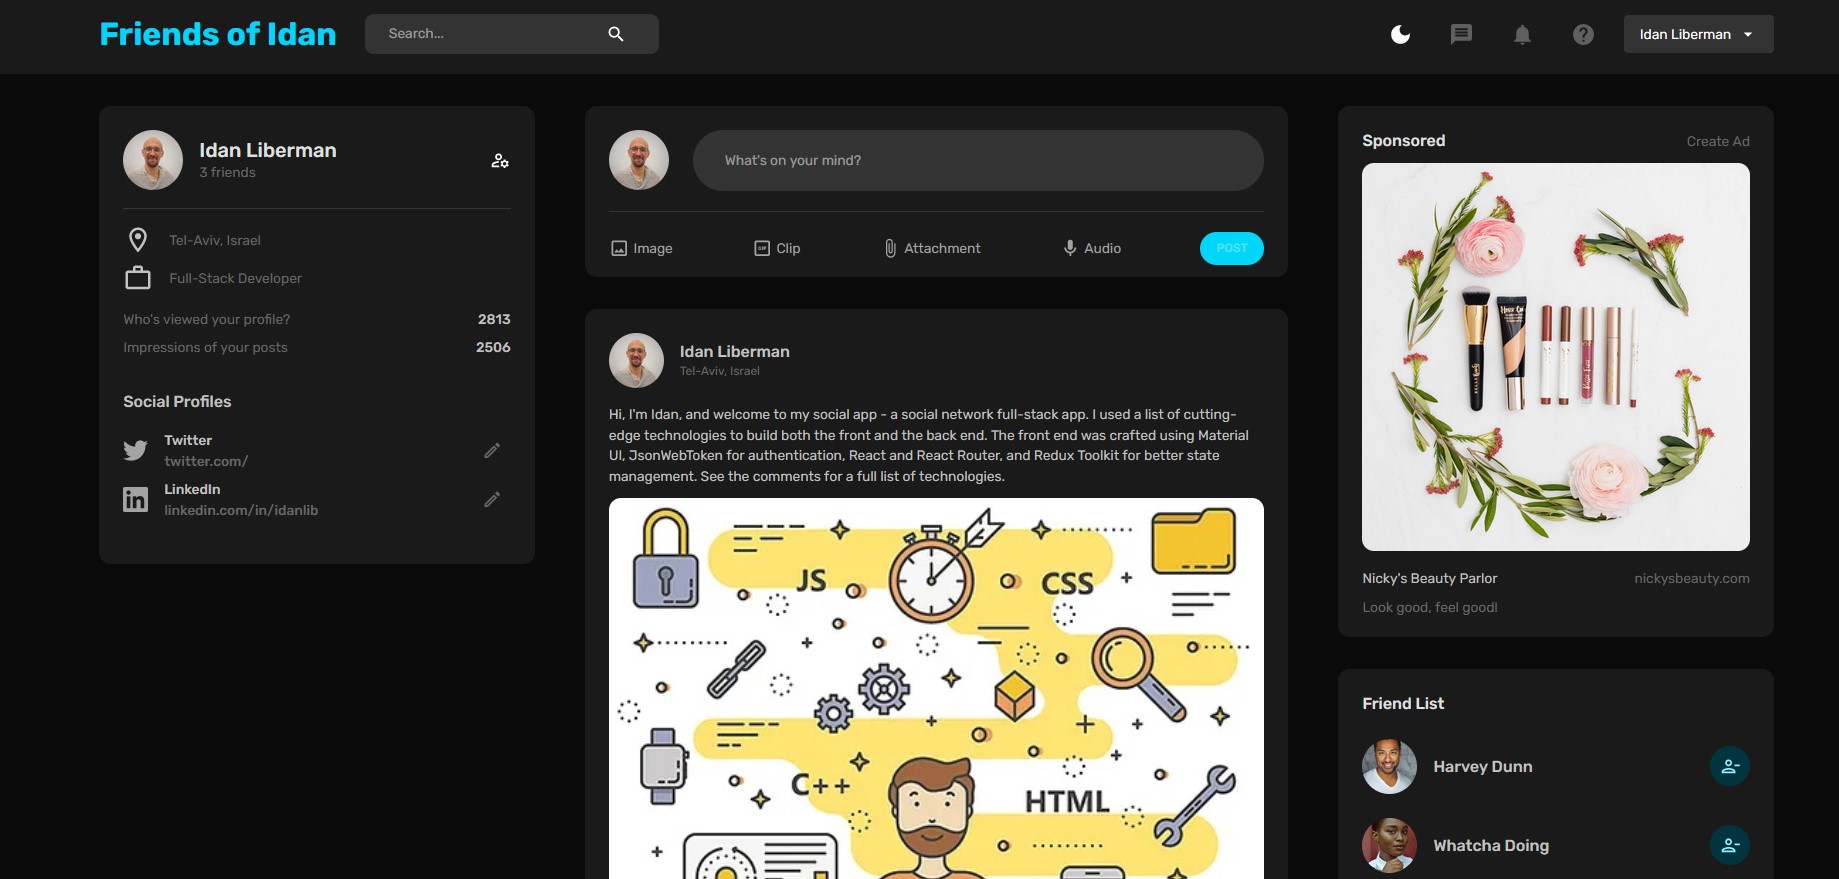 Friends of Idan
Search...
Idan Liberman
Idan Liberman
3 friends
Tel-Aviv, Israel
Full-Stack Developer
Who's viewed your profile? 2813
Impressions of your posts 2506
Social Profiles
Twitter
twitter.com/
LinkedIn
linkedin.com/in/idanlib
What's on your mind?
Image Clip Attachment Audio POST
Idan Liberman
Tel-Aviv, Israel
Hi, I'm Idan, and welcome to my social app - a social network full-stack app. I used a list of cutting-
edge technologies to build both the front and the back end. The front end was crafted using Material
UI, JsonWebToken for authentication, React and React Router, and Redux Toolkit for better state
management. See the comments for a full list of technologies.
JS
CSS
C++
HTML
Sponsored Create Ad
Nicky's Beauty Parlor nickysbeauty.com
Look good, feel good!
Friend List
Harvey Dunn
Whatcha Doing